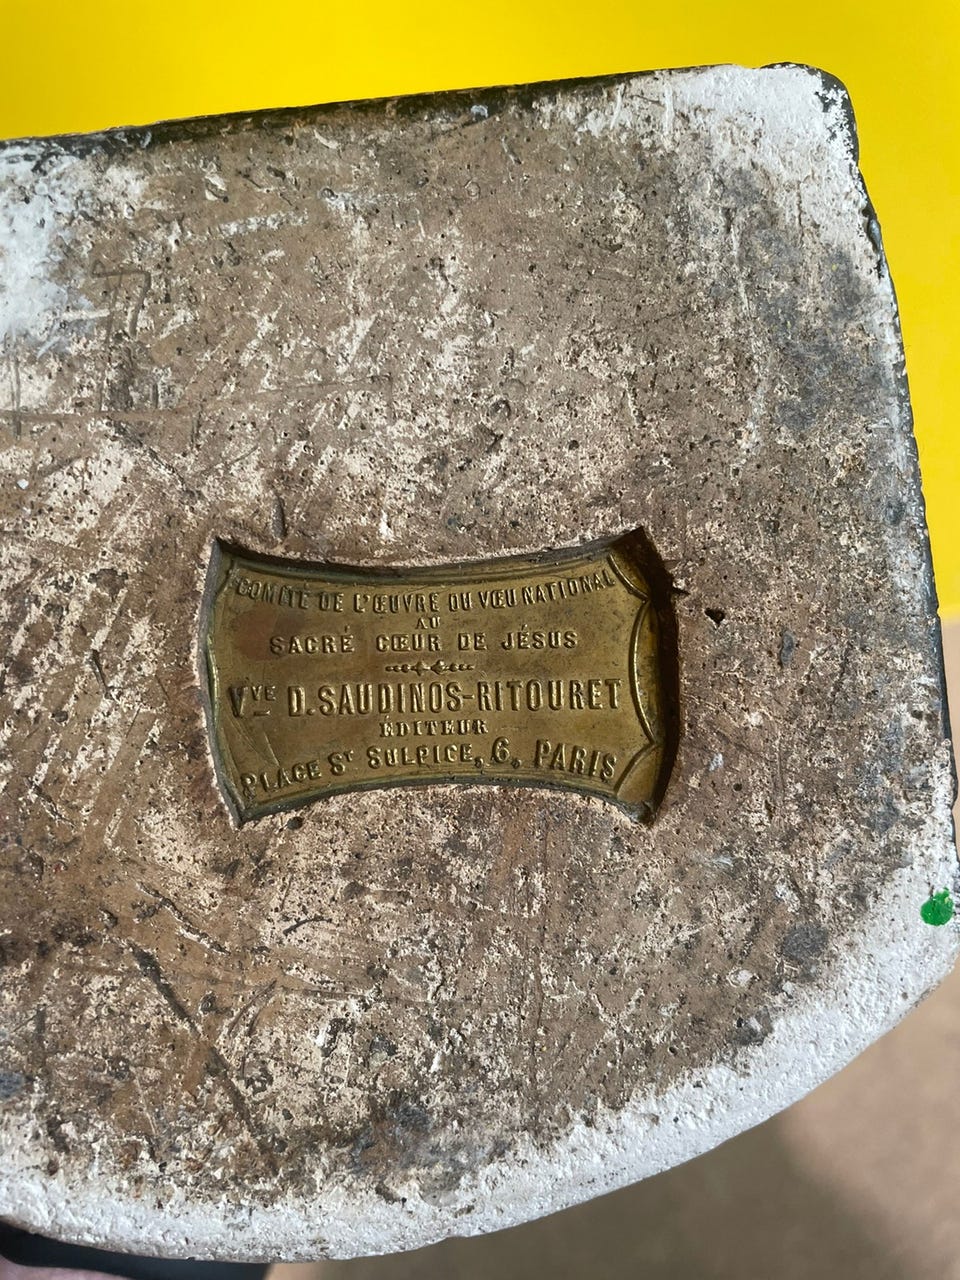 COMITÉ DE L'ŒUVRE DU VŒU NATIONAL
AU
SACRÉ CŒUR DE JÉSUS
VVE D. SAUDINOS-RITOURET
ÉDITEUR
PLACE ST SULPICE, 6, PARIS